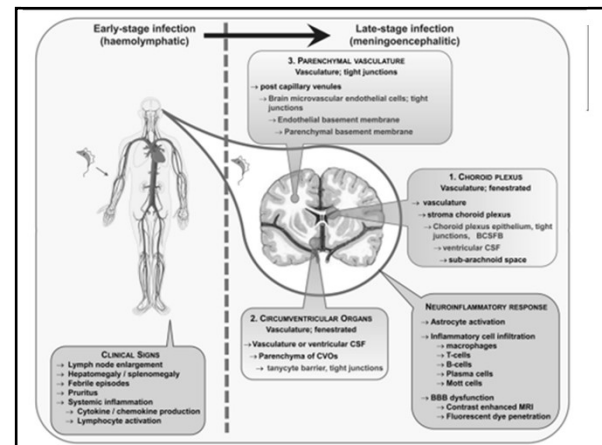 Early-stage infection
(haemolymphatic)
Late-stage infection
(meningoencephalitic)
3. PARENCHYMAL VASCULATURE
Vasculature; tight junctions
→ post capillary venules
→ Brain microvascular endothelial cells; tight
junctions
→ Endothelial basement membrane
→ Parenchymal basement membrane
1. CHOROID PLEXUS
Vasculature; fenestrated
→ vasculature
→ stroma choroid plexus
→ Choroid plexus epithelium, tight
junctions, BCSFB
→ ventricular CSF
→ sub-arachnoid space
2. CIRCUMVENTRICULAR ORGANS
Vasculature; fenestrated
→ Vasculature or ventricular CSF
→ Parenchyma of CVOs
→ tanycyte barrier, tight junctions
CLINICAL SIGNS
→ Lymph node enlargement
→ Hepatomegaly / splenomegaly
→ Febrile episodes
→ Pruritus
→ Systemic inflammation
→ Cytokine / chemokine production
→ Lymphocyte activation
NEUROINFLAMMATORY RESPONSE
→ Astrocyte activation
→ Inflammatory cell infiltration
→ macrophages
→ T-cells
→ B-cells
→ Plasma cells
→ Mott cells
→ BBB dysfunction
→ Contrast enhanced MRI
→ Fluorescent dye penetration